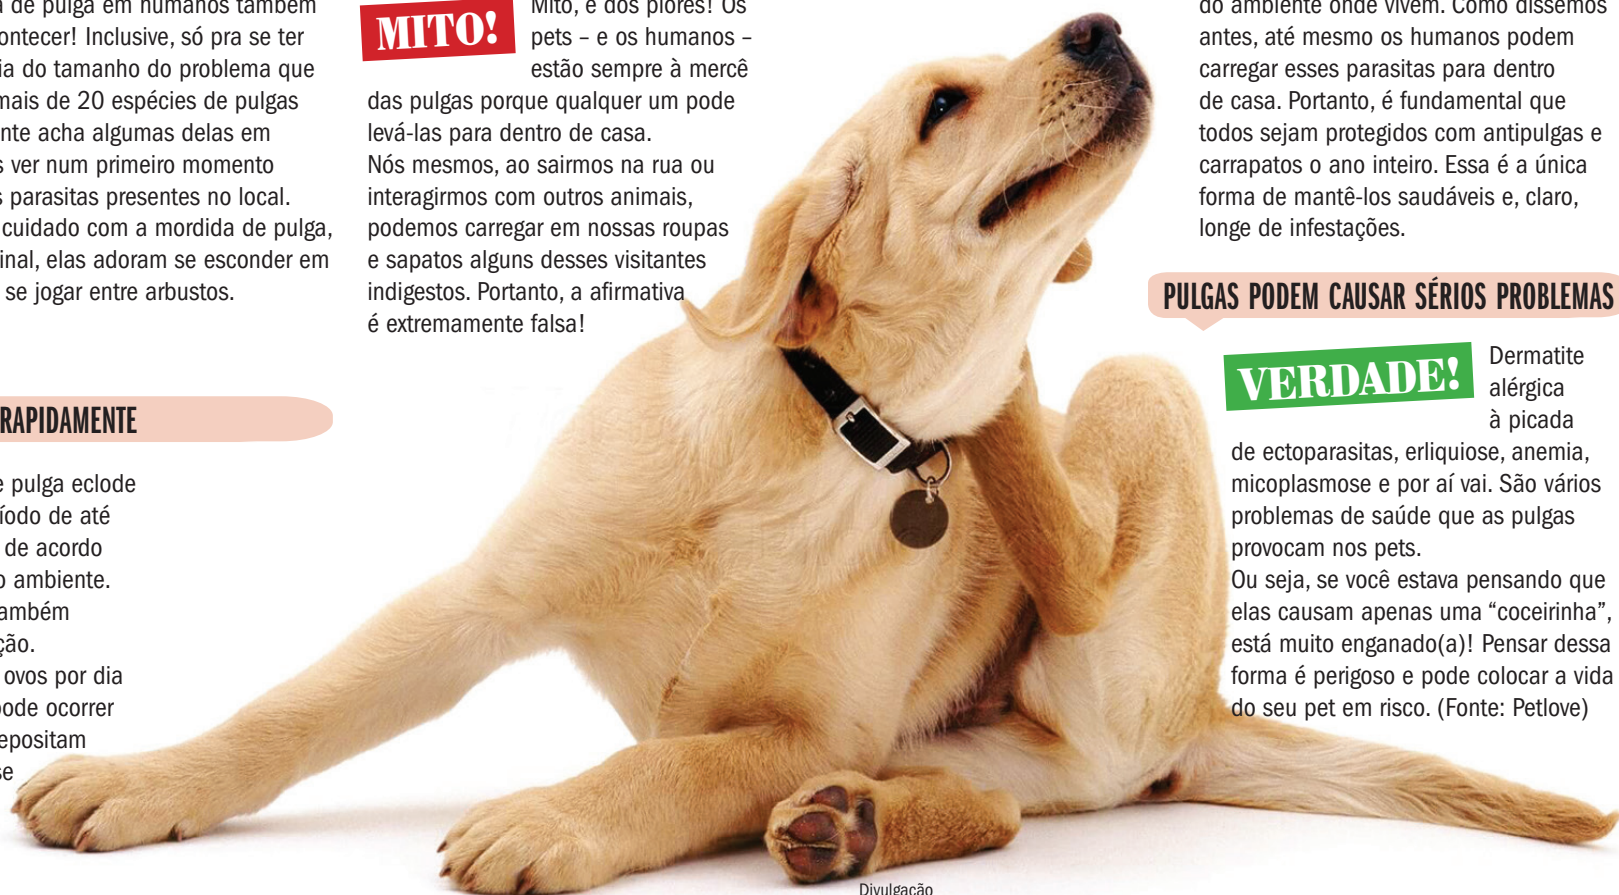 de pulga em humanos também
ontecer! Inclusive, só pra se ter
ia do tamanho do problema que
mais de 20 espécies de pulgas
nte acha algumas delas em
s ver num primeiro momento
s parasitas presentes no local.
cuidado com a mordida de pulga,
inal, elas adoram se esconder em
se jogar entre arbustos.
RAPIDAMENTE
e pulga eclode
íodo de até
de acordo
o ambiente.
ambém
ção.
ovos por dia
pode ocorrer
epositam
se
MITO!
Mito, e dos piores! Os
pets – e os humanos –
estão sempre à mercê
das pulgas porque qualquer um pode
levá-las para dentro de casa.
Nós mesmos, ao sairmos na rua ou
interagirmos com outros animais,
podemos carregar em nossas roupas
e sapatos alguns desses visitantes
indigestos. Portanto, a afirmativa
é extremamente falsa!
do ambiente onde vivem. Como dissemos
antes, até mesmo os humanos podem
carregar esses parasitas para dentro
de casa. Portanto, é fundamental que
todos sejam protegidos com antipulgas e
carrapatos o ano inteiro. Essa é a única
forma de mantê-los saudáveis e, claro,
longe de infestações.
PULGAS PODEM CAUSAR SÉRIOS PROBLEMAS
VERDADE!
Dermatite
alérgica
à picada
de ectoparasitas, erliquiose, anemia,
micoplasmose e por aí vai. São vários
problemas de saúde que as pulgas
provocam nos pets.
Ou seja, se você estava pensando que
elas causam apenas uma “coceirinha”,
está muito enganado(a)! Pensar dessa
forma é perigoso e pode colocar a vida
do seu pet em risco. (Fonte: Petlove)
Divulgação